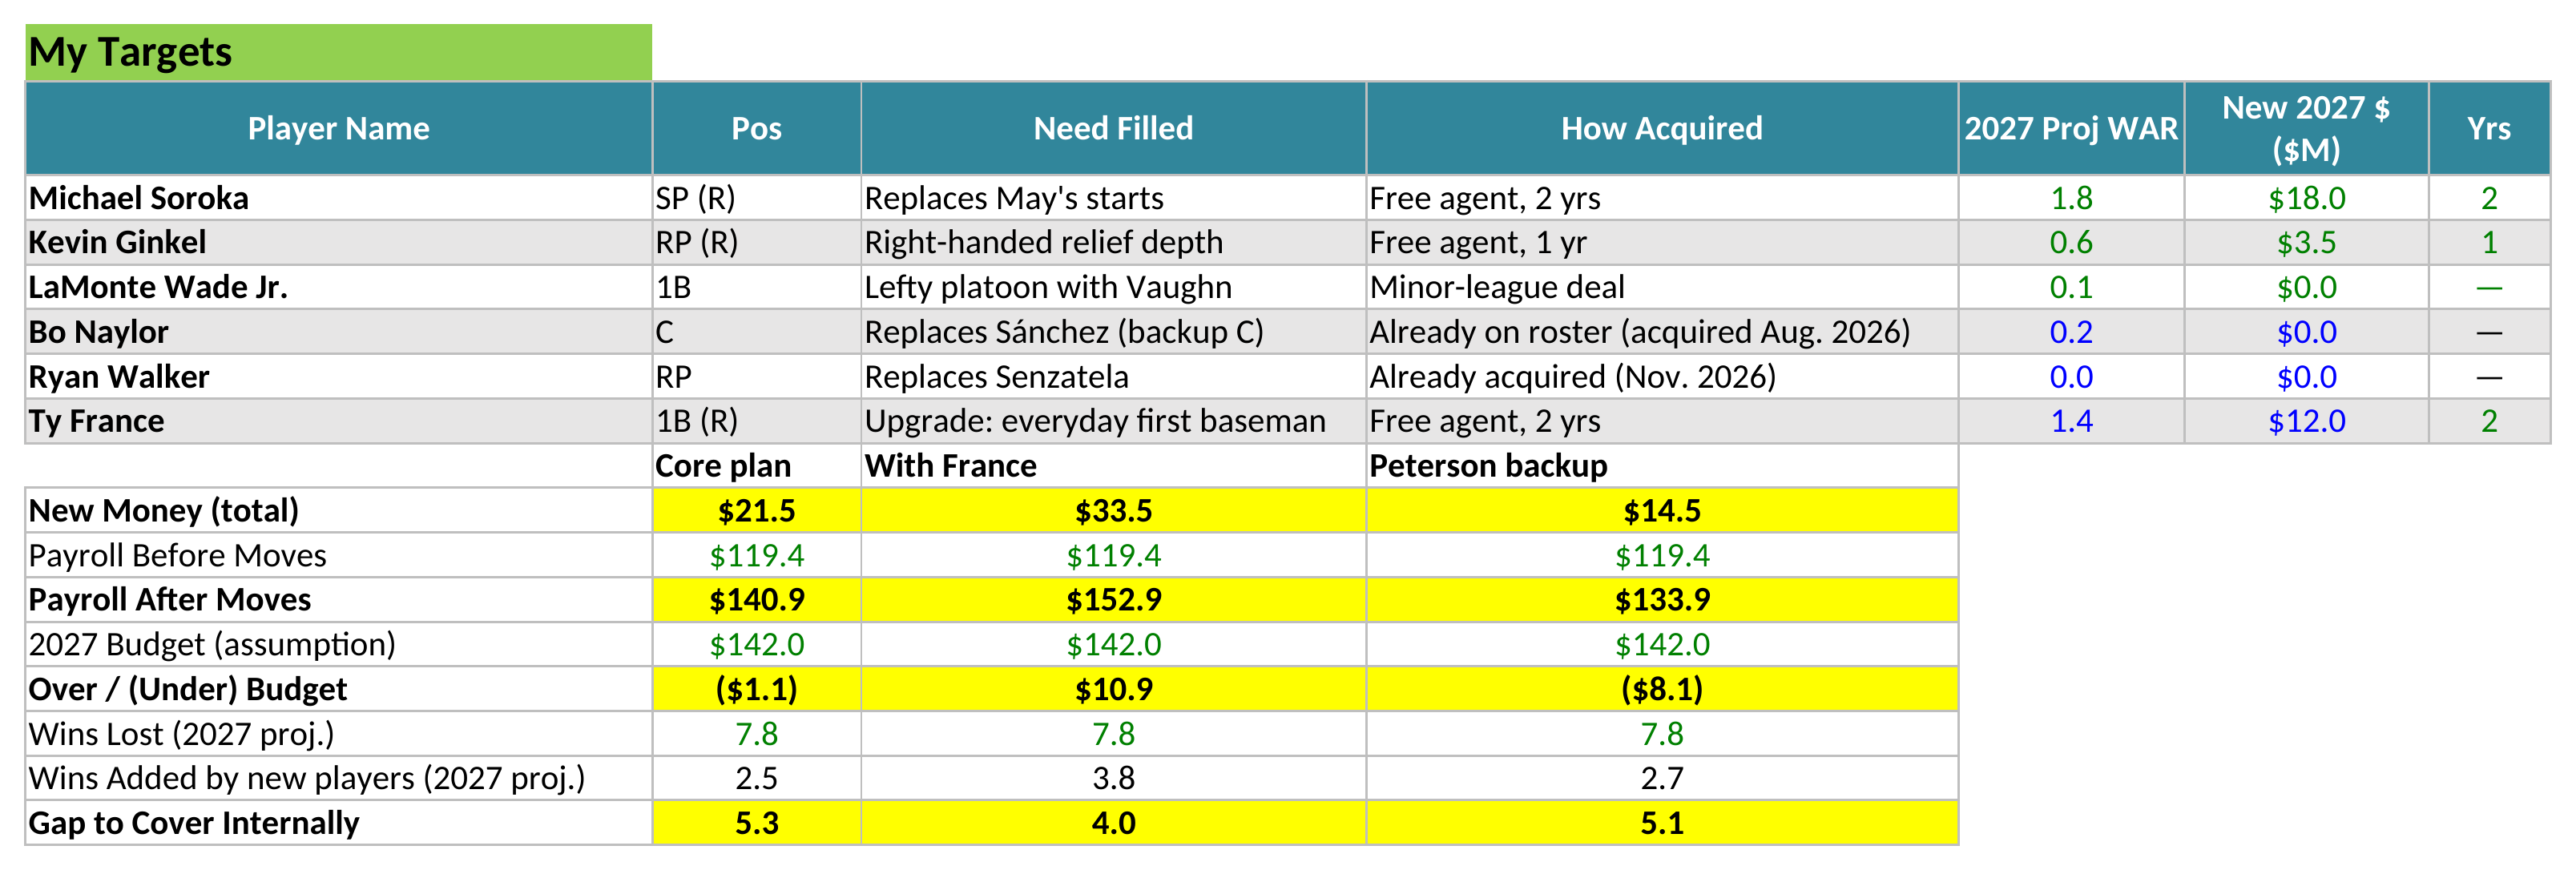 My Targets
Player Name Pos Need Filled How Acquired 2027 Proj WAR New 2027 $ ($M) Yrs
Michael Soroka SP (R) Replaces May's starts Free agent, 2 yrs 1.8 $18.0 2
Kevin Ginkel RP (R) Right-handed relief depth Free agent, 1 yr 0.6 $3.5 1
LaMonte Wade Jr. 1B Lefty platoon with Vaughn Minor-league deal 0.1 $0.0 —
Bo Naylor C Replaces Sánchez (backup C) Already on roster (acquired Aug. 2026) 0.2 $0.0 —
Ryan Walker RP Replaces Senzatela Already acquired (Nov. 2026) 0.0 $0.0 —
Ty France 1B (R) Upgrade: everyday first baseman Free agent, 2 yrs 1.4 $12.0 2
Core plan With France Peterson backup
New Money (total) $21.5 $33.5 $14.5
Payroll Before Moves $119.4 $119.4 $119.4
Payroll After Moves $140.9 $152.9 $133.9
2027 Budget (assumption) $142.0 $142.0 $142.0
Over / (Under) Budget ($1.1) $10.9 ($8.1)
Wins Lost (2027 proj.) 7.8 7.8 7.8
Wins Added by new players (2027 proj.) 2.5 3.8 2.7
Gap to Cover Internally 5.3 4.0 5.1